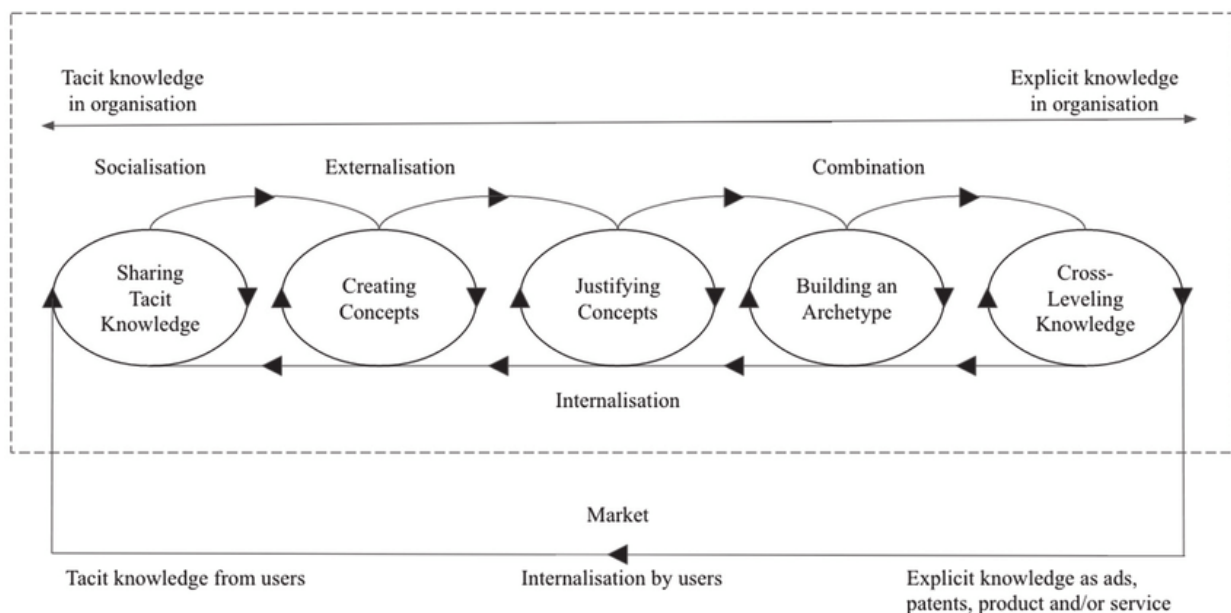 Tacit knowledge
in organisation
Explicit knowledge
in organisation
Socialisation
Externalisation
Combination
Sharing
Tacit
Knowledge
Creating
Concepts
Justifying
Concepts
Building an
Archetype
Cross-
Leveling
Knowledge
Internalisation
Market
Tacit knowledge from users
Internalisation by users
Explicit knowledge as ads,
patents, product and/or service